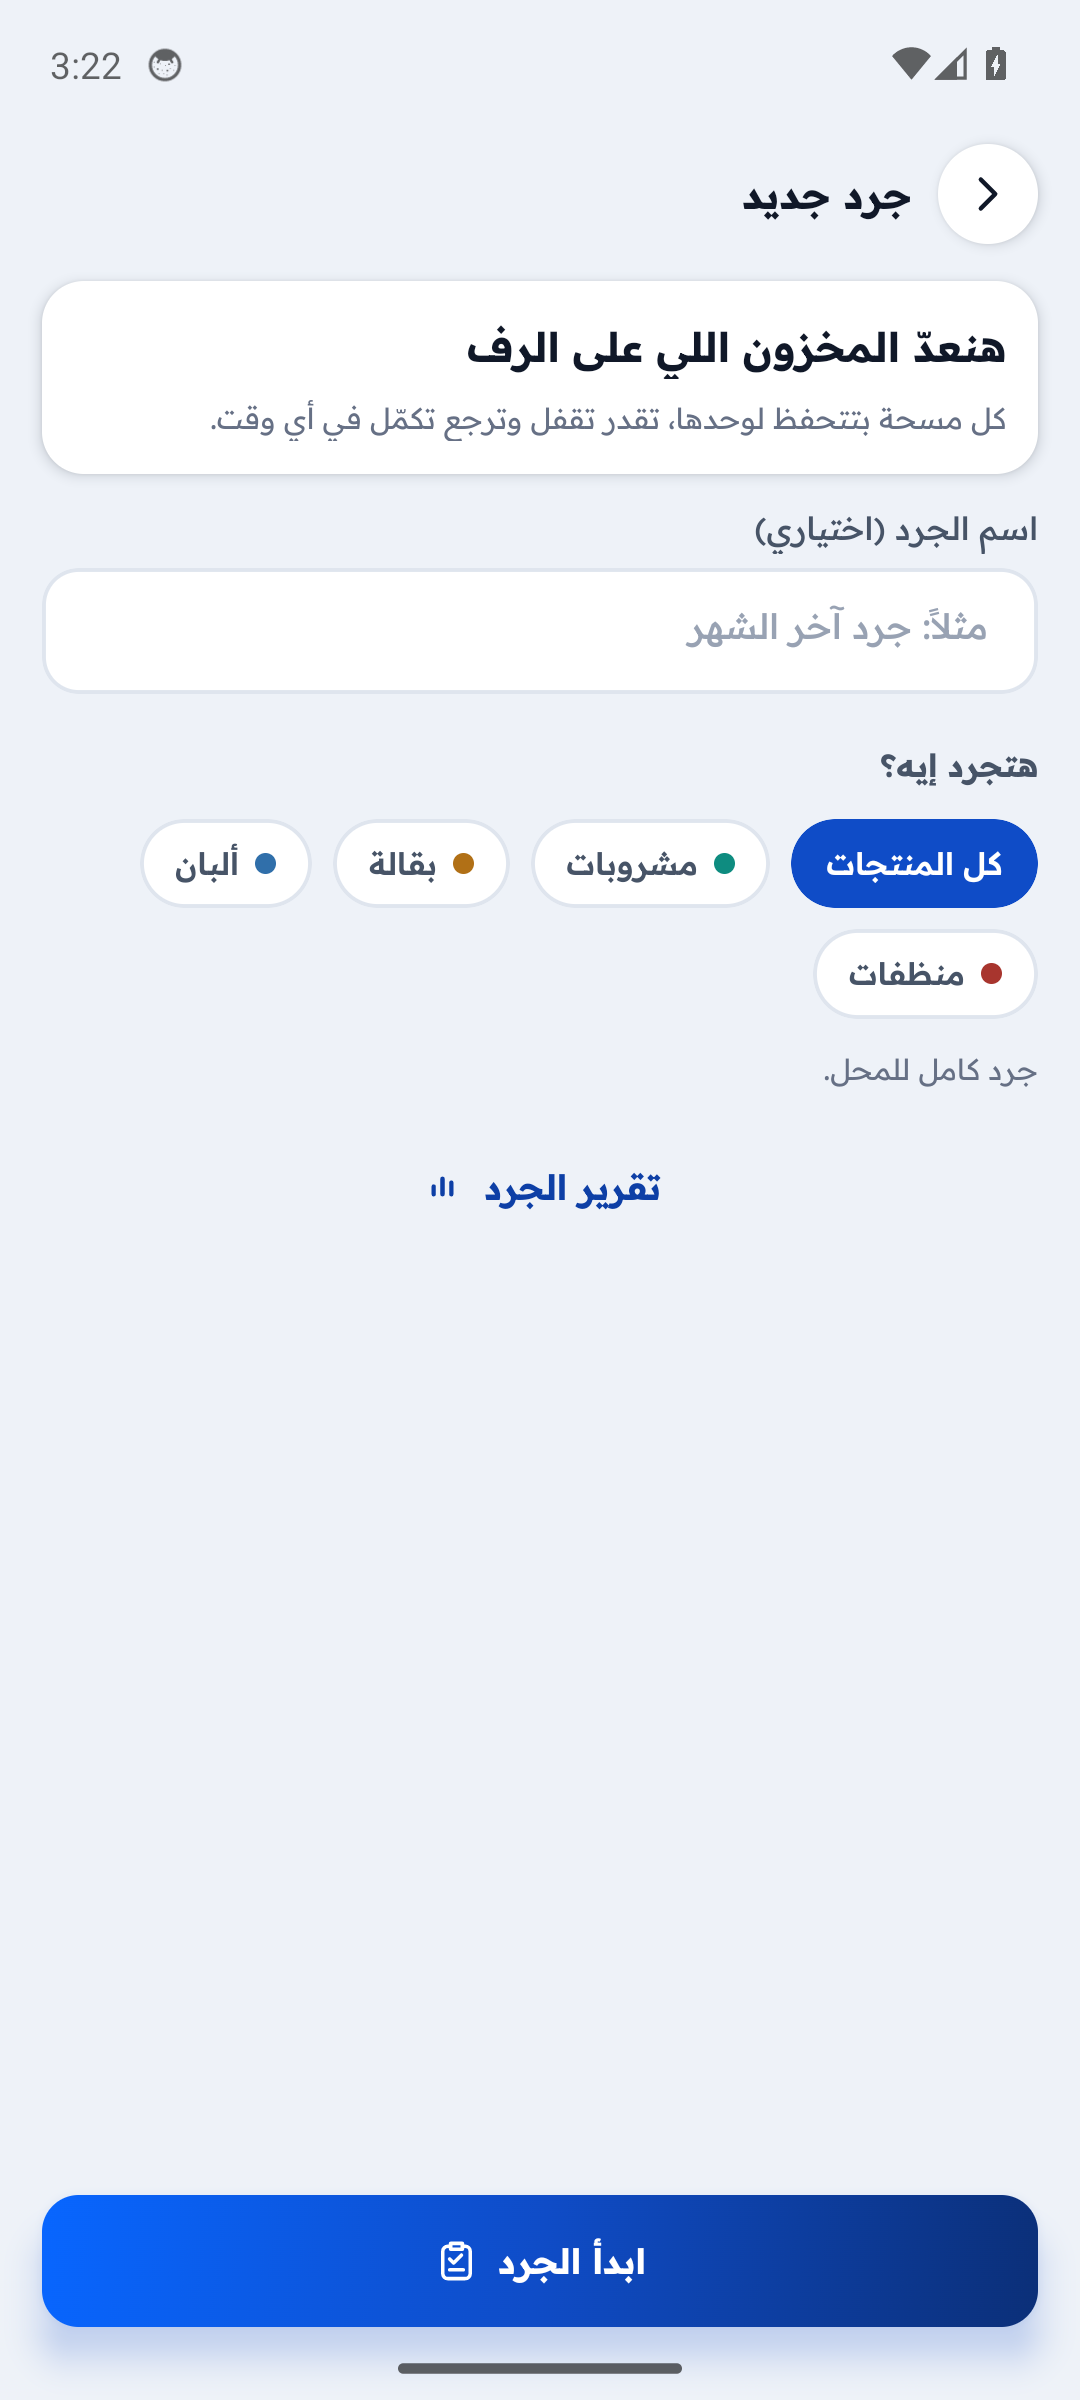 3:22
جرد جديد
هنعدّ المخزون اللي على الرف
كل مسحة بتتحفظ لوحدها، تقدر تقفل وترجع تكمّل في أي وقت.
اسم الجرد (اختياري)
مثلاً: جرد آخر الشهر
هتجرد إيه؟
كل المنتجات
مشروبات
بقالة
ألبان
منظفات
جرد كامل للمحل.
تقرير الجرد
ابدأ الجرد